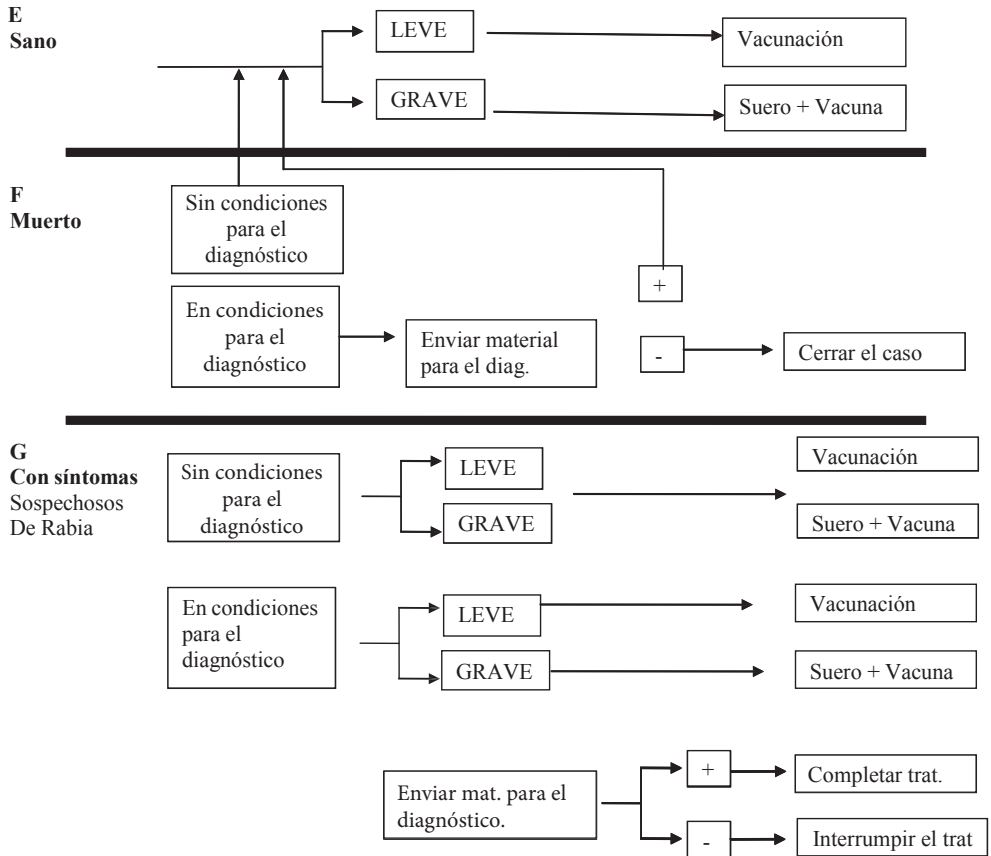 E
Sano
LEVE
Vacunación
GRAVE
Suero + Vacuna
F
Muerto
Sin condiciones
para el
diagnóstico
+
En condiciones
para el
diagnóstico
Enviar material
para el diag.
-
Cerrar el caso
G
Con síntomas
Sospechosos
De Rabia
Sin condiciones
para el
diagnóstico
LEVE
GRAVE
Vacunación
Suero + Vacuna
En condiciones
para el
diagnóstico
LEVE
Vacunación
GRAVE
Suero + Vacuna
Enviar mat. para el
diagnóstico.
+
Completar trat.
-
Interrumpir el trat